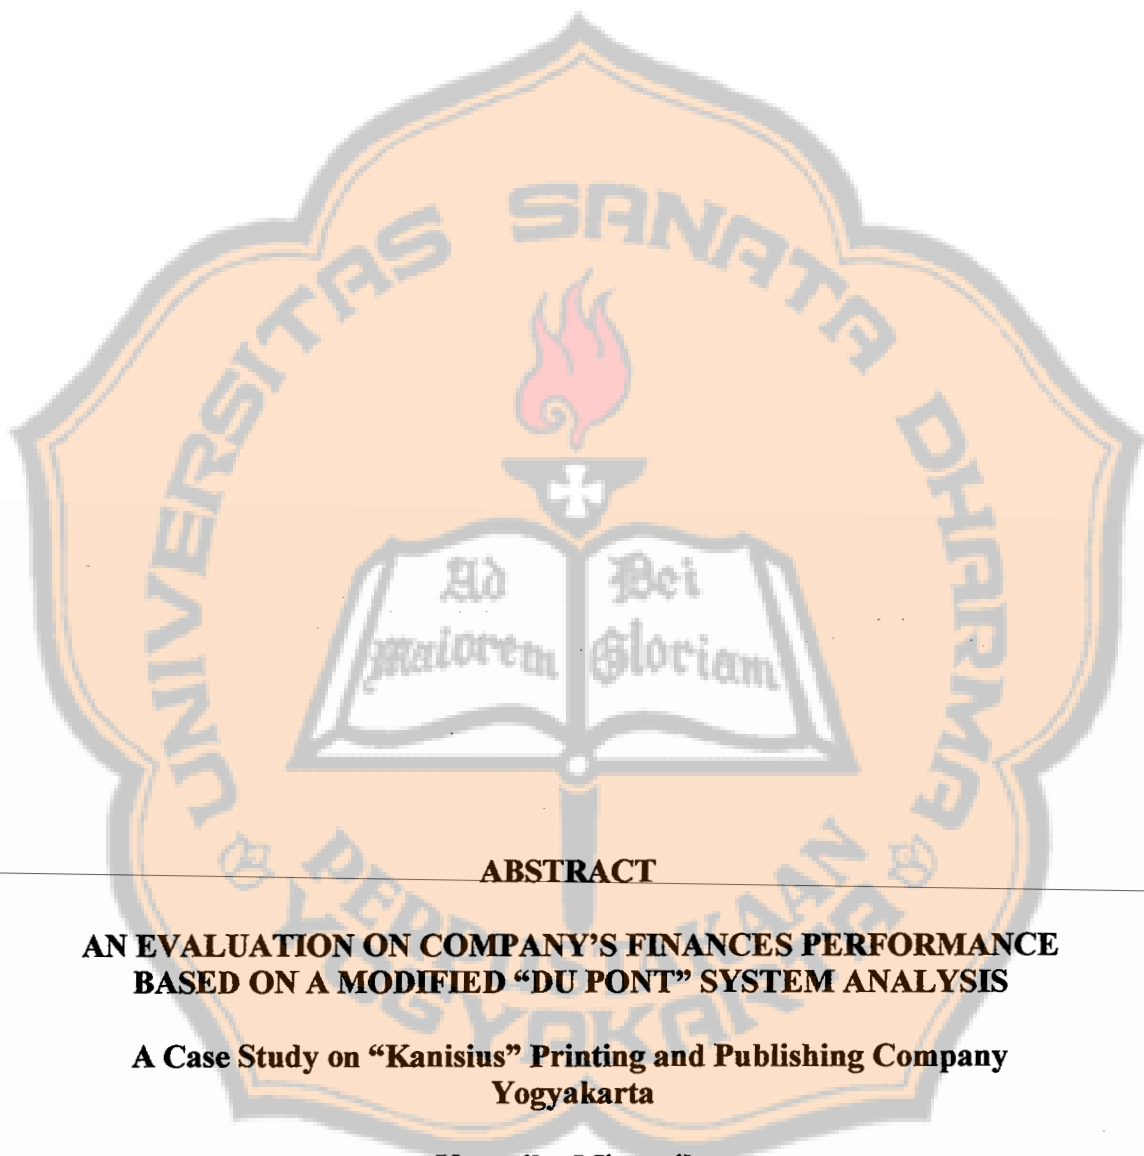 UNIVERSITAS SANATA DHARMA
Ad
Maiorem
Dei
Gloriam
PERPUSTAKAAN
YOGYAKARTA
ABSTRACT
AN EVALUATION ON COMPANY’S FINANCES PERFORMANCE
BASED ON A MODIFIED “DU PONT” SYSTEM ANALYSIS
A Case Study on “Kanisius” Printing and Publishing Company
Yogyakarta